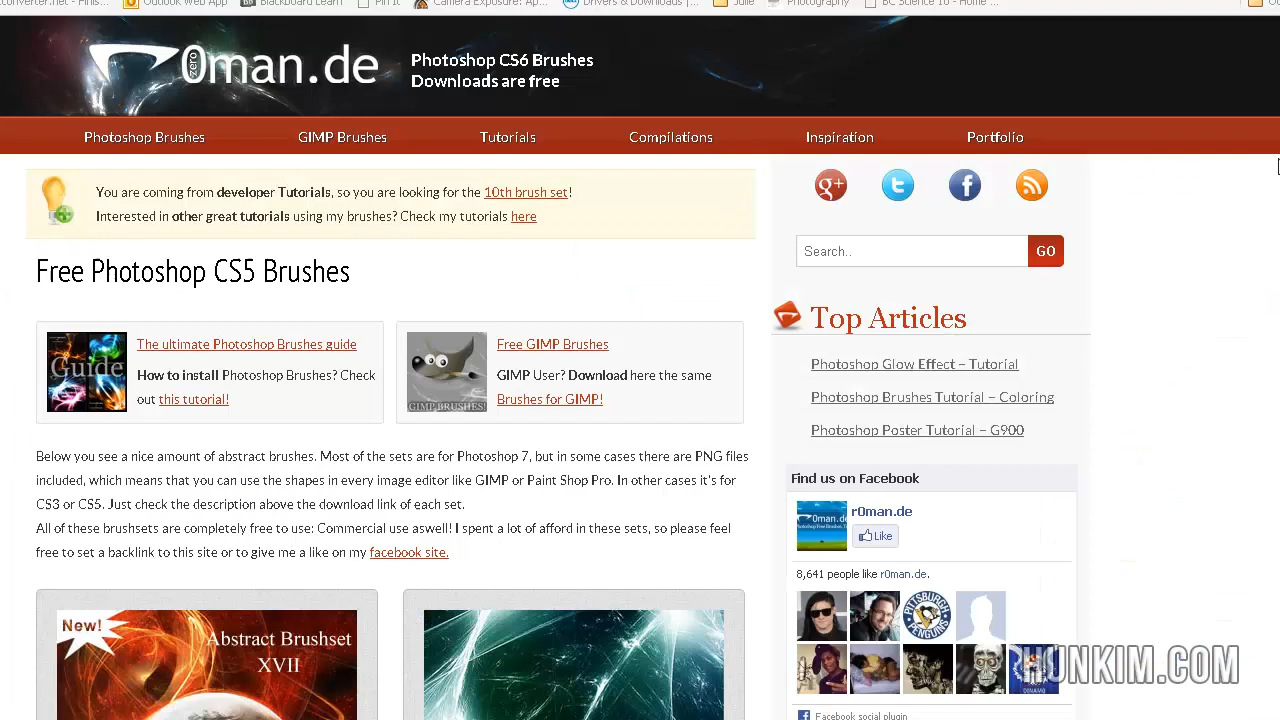 Outlook Web App
Blackboard Learn
Pin It
Camera Exposure: Ap...
Drivers & Downloads |...
Julie
Photography
BC Science 10 - Home ...
r0man.de
zero
Photoshop CS6 Brushes
Downloads are free
Photoshop Brushes
GIMP Brushes
Tutorials
Compilations
Inspiration
Portfolio
You are coming from developer Tutorials, so you are looking for the 10th brush set!
Interested in other great tutorials using my brushes? Check my tutorials here
g+
Search..
GO
Free Photoshop CS5 Brushes
Top Articles
Guide
The ultimate Photoshop Brushes guide
How to install Photoshop Brushes? Check
out this tutorial!
GIMP BRUSHES!
Free GIMP Brushes
GIMP User? Download here the same
Brushes for GIMP!
Photoshop Glow Effect – Tutorial
Photoshop Brushes Tutorial – Coloring
Photoshop Poster Tutorial – G900
Below you see a nice amount of abstract brushes. Most of the sets are for Photoshop 7, but in some cases there are PNG files
included, which means that you can use the shapes in every image editor like GIMP or Paint Shop Pro. In other cases it's for
CS3 or CS5. Just check the description above the download link of each set.
All of these brushsets are completely free to use: Commercial use aswell! I spent a lot of afford in these sets, so please feel
free to set a backlink to this site or to give me a like on my facebook site.
Find us on Facebook
r0man.de
Like
8,641 people like r0man.de.
PITTSBURGH
PENGUINS
DINAMO
New!
Abstract Brushset
XVII
HUNKIM.COM
Facebook social plugin